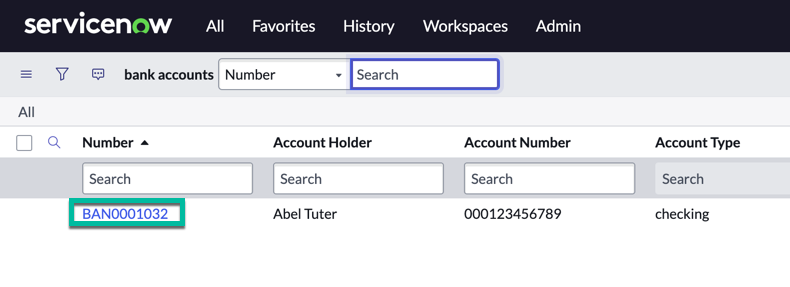 servicenow All Favorites History Workspaces Admin
bank accounts Number Search
All
Number Account Holder Account Number Account Type
Search Search Search Search
BAN0001032 Abel Tuter 000123456789 checking